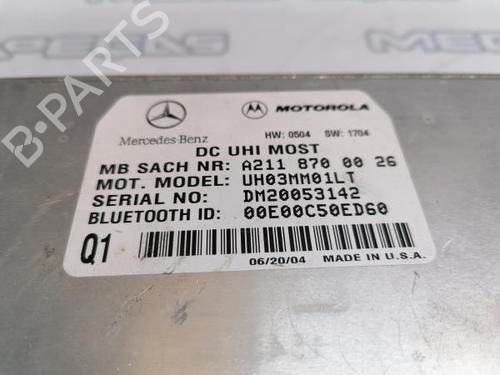 B-PARTS
Mercedes-Benz
MOTOROLA
HW: 0504 SW: 1704
DC UHI MOST
MB SACH NR: A211 870 00 26
MOT. MODEL: UH03MM01LT
SERIAL NO: DM20053142
BLUETOOTH ID: 00E00C50ED60
Q1
06/20/04 MADE IN U.S.A.